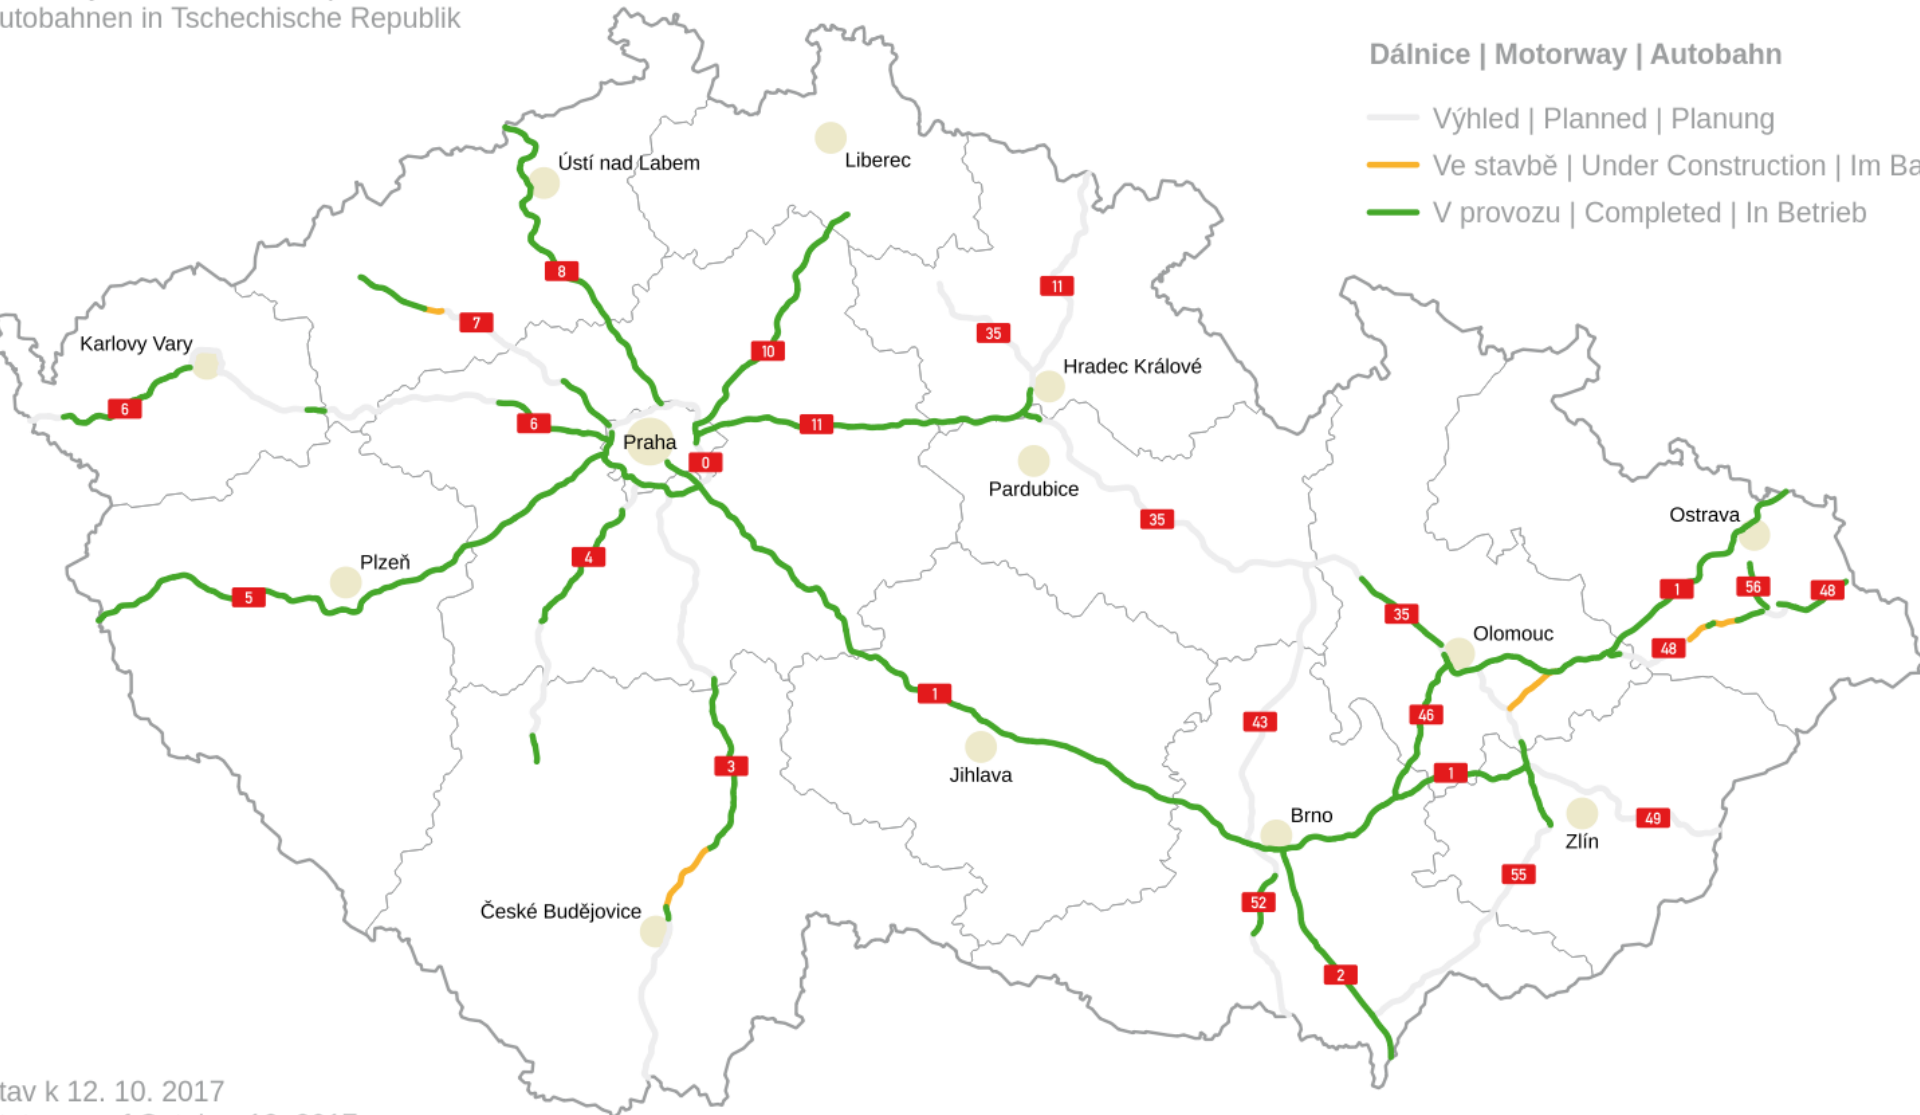 utobahnen in Tschechische Republik
Dálnice | Motorway | Autobahn
Výhled | Planned | Planung
Ve stavbě | Under Construction | Im Ba
V provozu | Completed | In Betrieb
Ústí nad Labem
Liberec
8
11
7
35
Karlovy Vary
10
Hradec Králové
6
6
11
Praha
0
Pardubice
35
Ostrava
Plzeň
4
5
1
56
48
35
Olomouc
48
1
46
43
3
Jihlava
1
Brno
49
Zlín
55
České Budějovice
52
2
tav k 12. 10. 2017